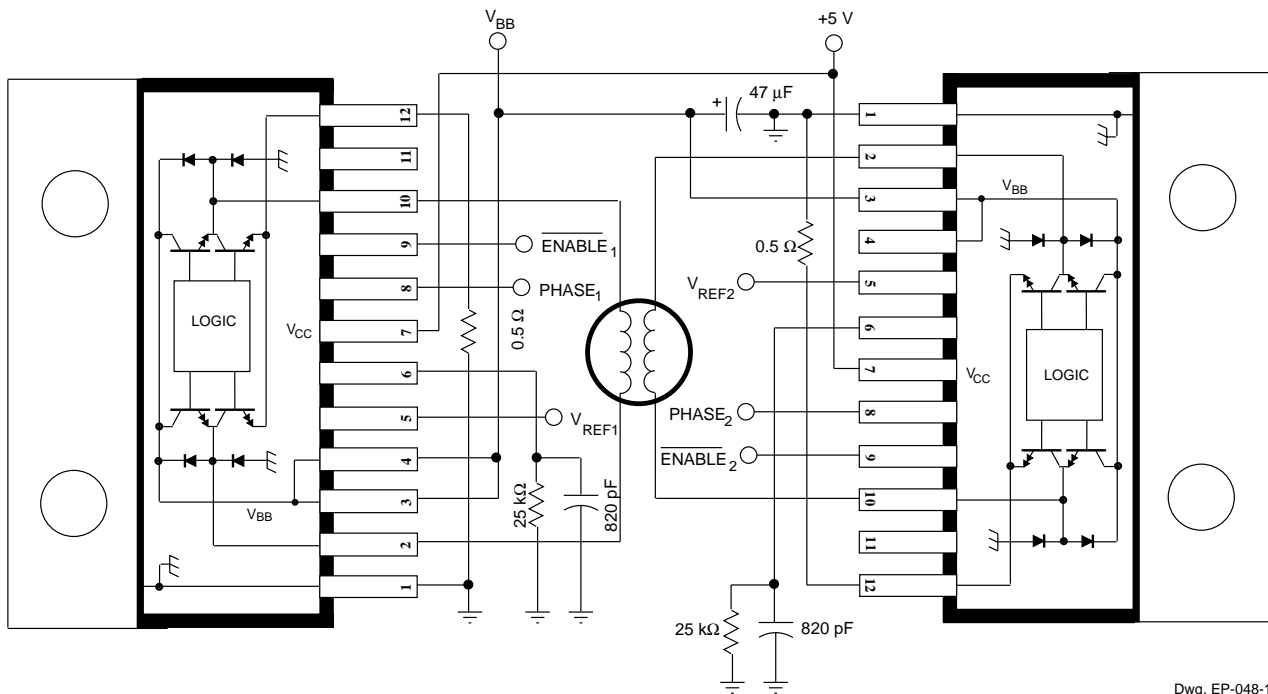 V_BB
+5 V
47 µF
+
12
11
10
9
8
7
6
5
4
3
2
1
LOGIC
V_CC
V_BB
ENABLE_1
PHASE_1
0.5 Ω
V_REF1
25 kΩ
820 pF
0.5 Ω
V_REF2
PHASE_2
ENABLE_2
25 kΩ
820 pF
1
2
3
4
5
6
7
8
9
10
11
12
V_BB
V_CC
LOGIC
Dwg. EP-048-1